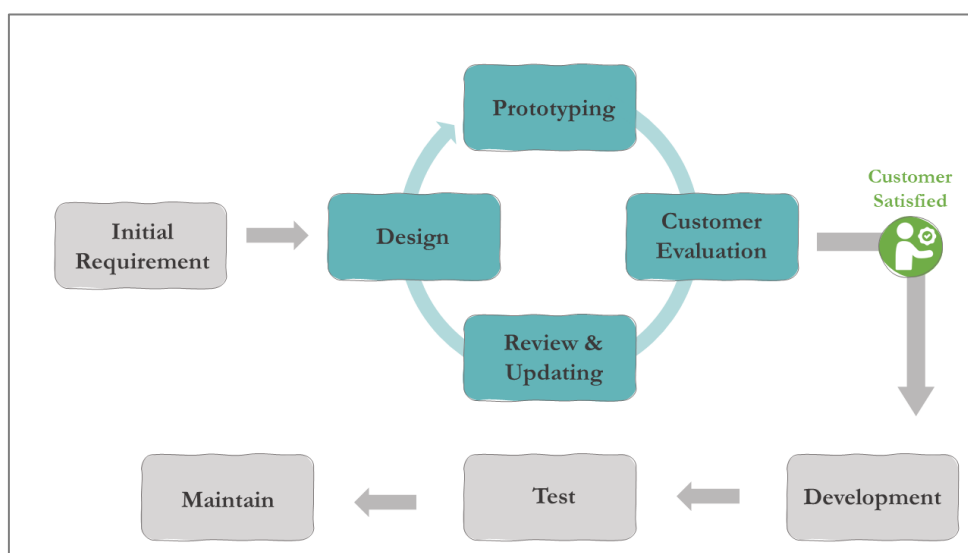 Prototyping
Customer
Satisfied
Initial
Requirement
Design
Customer
Evaluation
Review &
Updating
Maintain
Test
Development